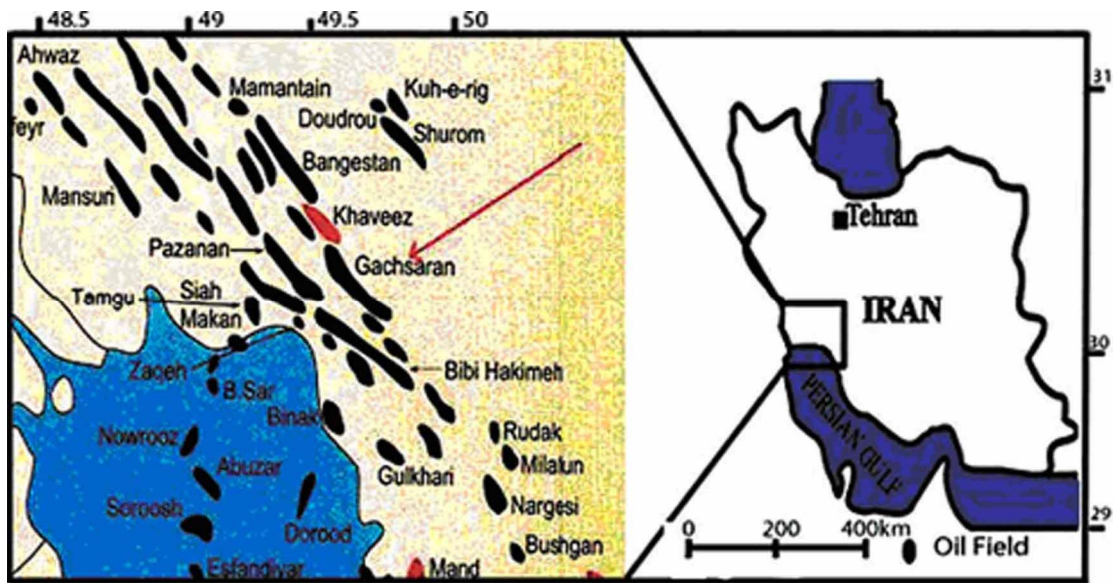 48.5 49 49.5 50
Ahwaz
Mamantain
Kuh-e-rig
feyr
Doudrou
Shurom
Bangestan
Mansuri
Khaveez
Pazanan
Gachsaran
Siah
Tamgu
Makan
Zaqeh
Bibi Hakimeh
B.Sar
Binak
Nowrooz
Rudak
Milatun
Abuzar
Gulkhari
Soroosh
Nargesi
Dorood
Bushgan
Esfandiyar
Mand
31
Tehran
IRAN
30
PERSIAN GULF
0 200 400km
29
Oil Field